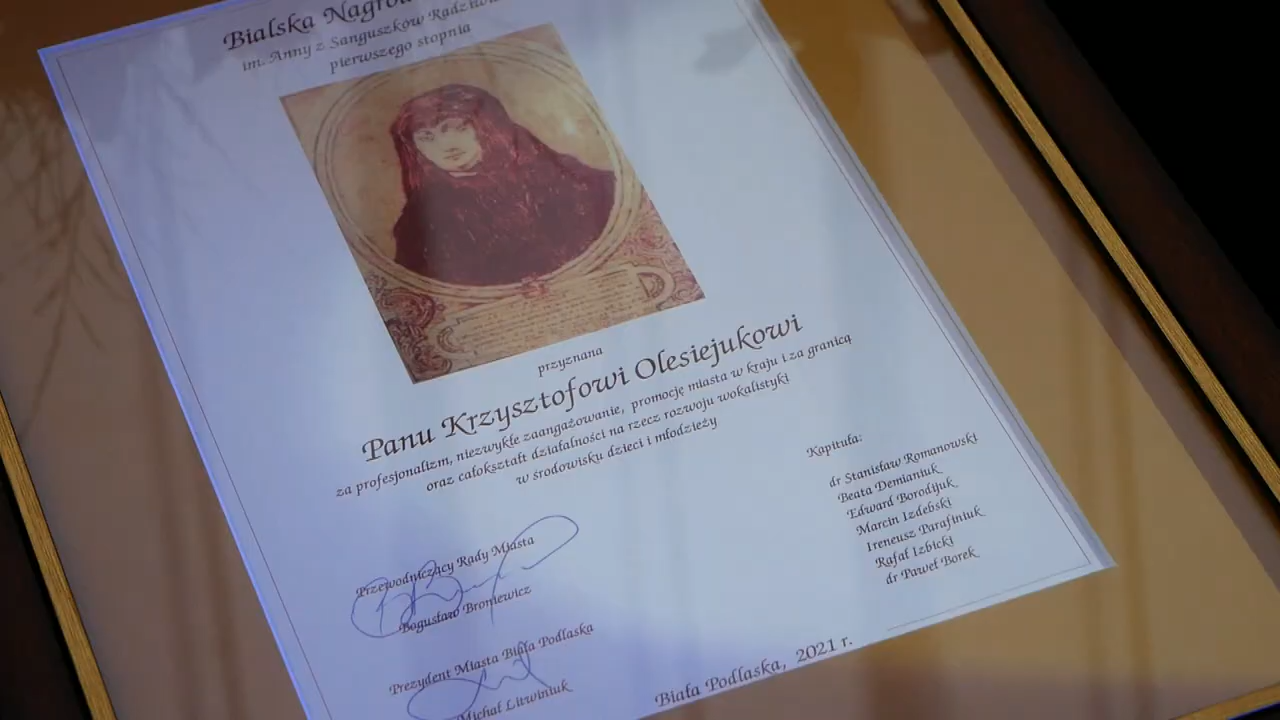 Bialska
im. Anny z Sanguszków
pierwszego stopnia
przyznana
Panu Krzysztofowi Olesiejukowi
za profesjonalizm, niezwykłe zaangażowanie, promocję miasta w kraju i za granicą
oraz całokształt działalności na rzecz rozwoju wokalistyki
w środowisku dzieci i młodzieży
Kapituła:
dr Stanisław Romanowski
Beata Demianiuk
Edward Borodijuk
Marcin Izdebski
Ireneusz Parafiniuk
Rafał Izbicki
dr Paweł Borek
Przewodniczący Rady Miasta
Bogusław Broniewicz
Prezydent Miasta Biała Podlaska
Michał Litwiniuk
Biała Podlaska, 2021 r.